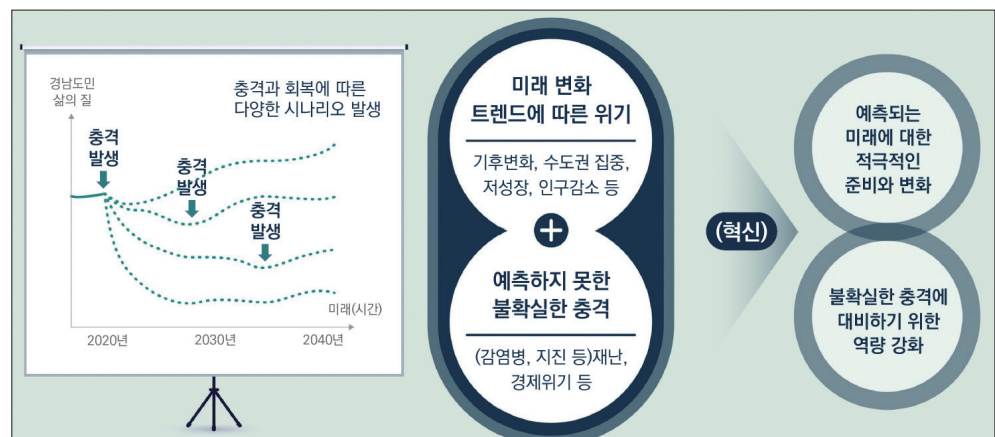 경남도민
삶의 질
충격과 회복에 따른
다양한 시나리오 발생
충격
발생
충격
발생
충격
발생
미래(시간)
2020년
2030년
2040년
미래 변화
트렌드에 따른 위기
기후변화, 수도권 집중,
저성장, 인구감소 등
+
예측하지 못한
불확실한 충격
(감염병, 지진 등)재난,
경제위기 등
(혁신)
예측되는
미래에 대한
적극적인
준비와 변화
불확실한 충격에
대비하기 위한
역량 강화